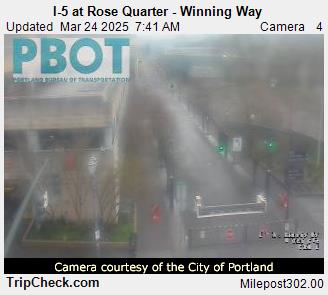 I-5 at Rose Quarter - Winning Way
Updated Mar 24 2025 7:41 AM Camera 4
PBOT
PORTLAND BUREAU OF TRANSPORTATION
Camera courtesy of the City of Portland
TripCheck.com Milepost302.00